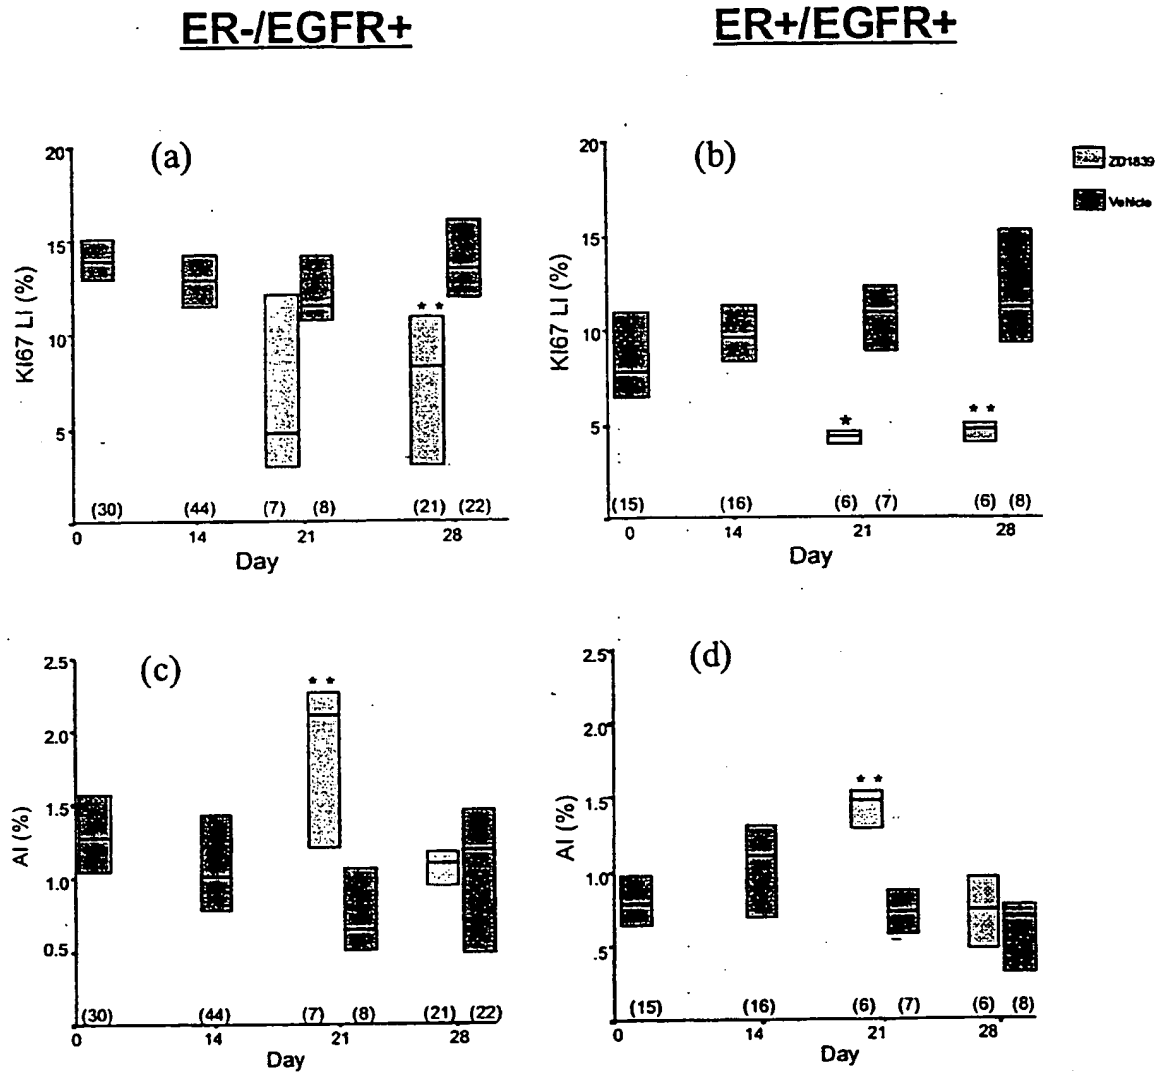 ER-/EGFR+ ER+/EGFR+
(a) (b)
20 20
ZD1839
Vehicle
15 15
KI67 LI (%) KI67 LI (%)
10 10
* *
* * *
5 5
(30) (44) (7) (8) (21) (22) (15) (16) (6) (7) (6) (8)
0 14 21 28 0 14 21 28
Day Day
(c) (d)
2.5 2.5
* *
2.0 2.0
* *
1.5 1.5
AI (%) AI (%)
1.0 1.0
0.5 .5
(30) (44) (7) (8) (21) (22) (15) (16) (6) (7) (6) (8)
0 14 21 28 0 14 21 28
Day Day